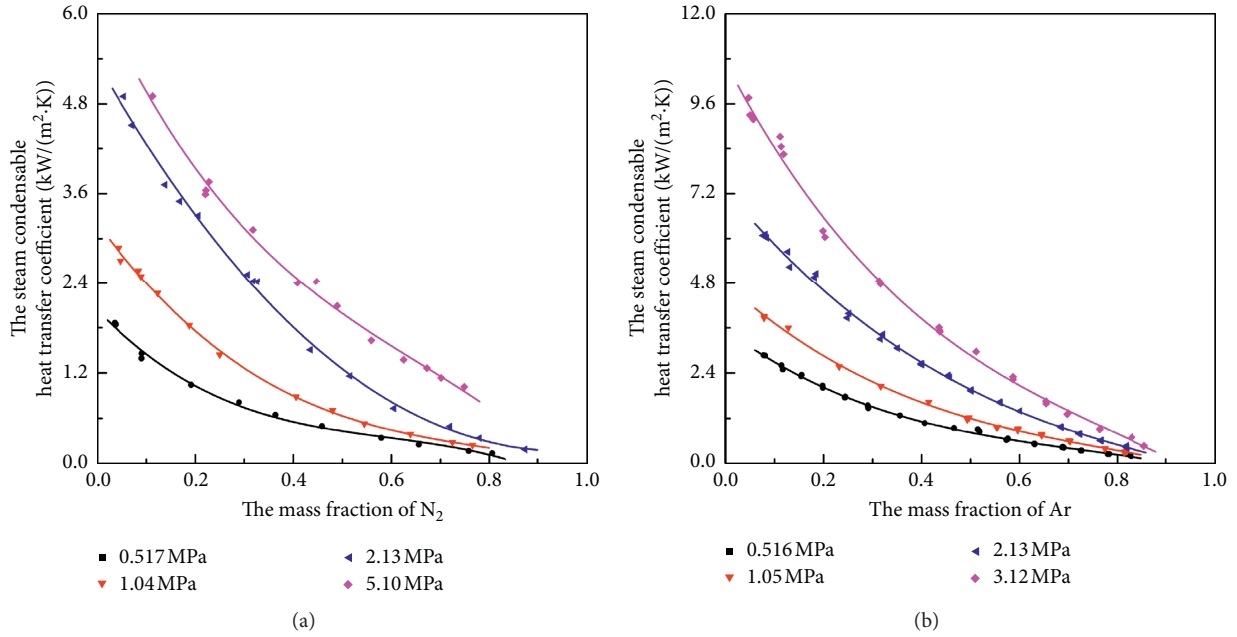 The steam condensable
heat transfer coefficient (kW/(m²·K))
6.0
4.8
3.6
2.4
1.2
0.0
0.0 0.2 0.4 0.6 0.8 1.0
The mass fraction of N₂
0.517 MPa
1.04 MPa
2.13 MPa
5.10 MPa
(a)
The steam condensable
heat transfer coefficient (kW/(m²·K))
12.0
9.6
7.2
4.8
2.4
0.0
0.0 0.2 0.4 0.6 0.8 1.0
The mass fraction of Ar
0.516 MPa
1.05 MPa
2.13 MPa
3.12 MPa
(b)